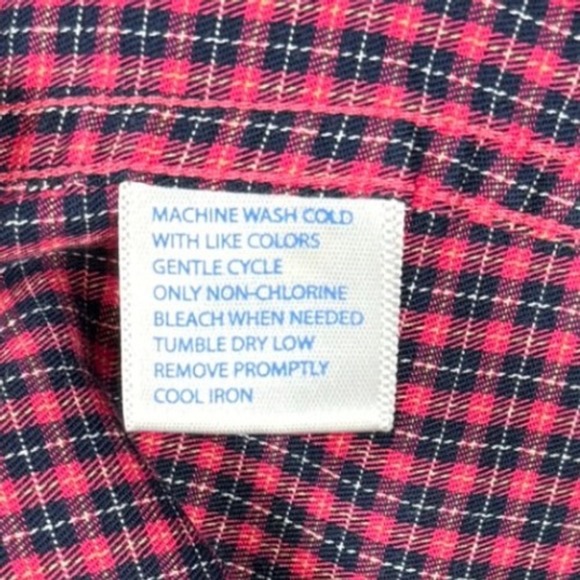 MACHINE WASH COLD
WITH LIKE COLORS
GENTLE CYCLE
ONLY NON-CHLORINE
BLEACH WHEN NEEDED
TUMBLE DRY LOW
REMOVE PROMPTLY
COOL IRON